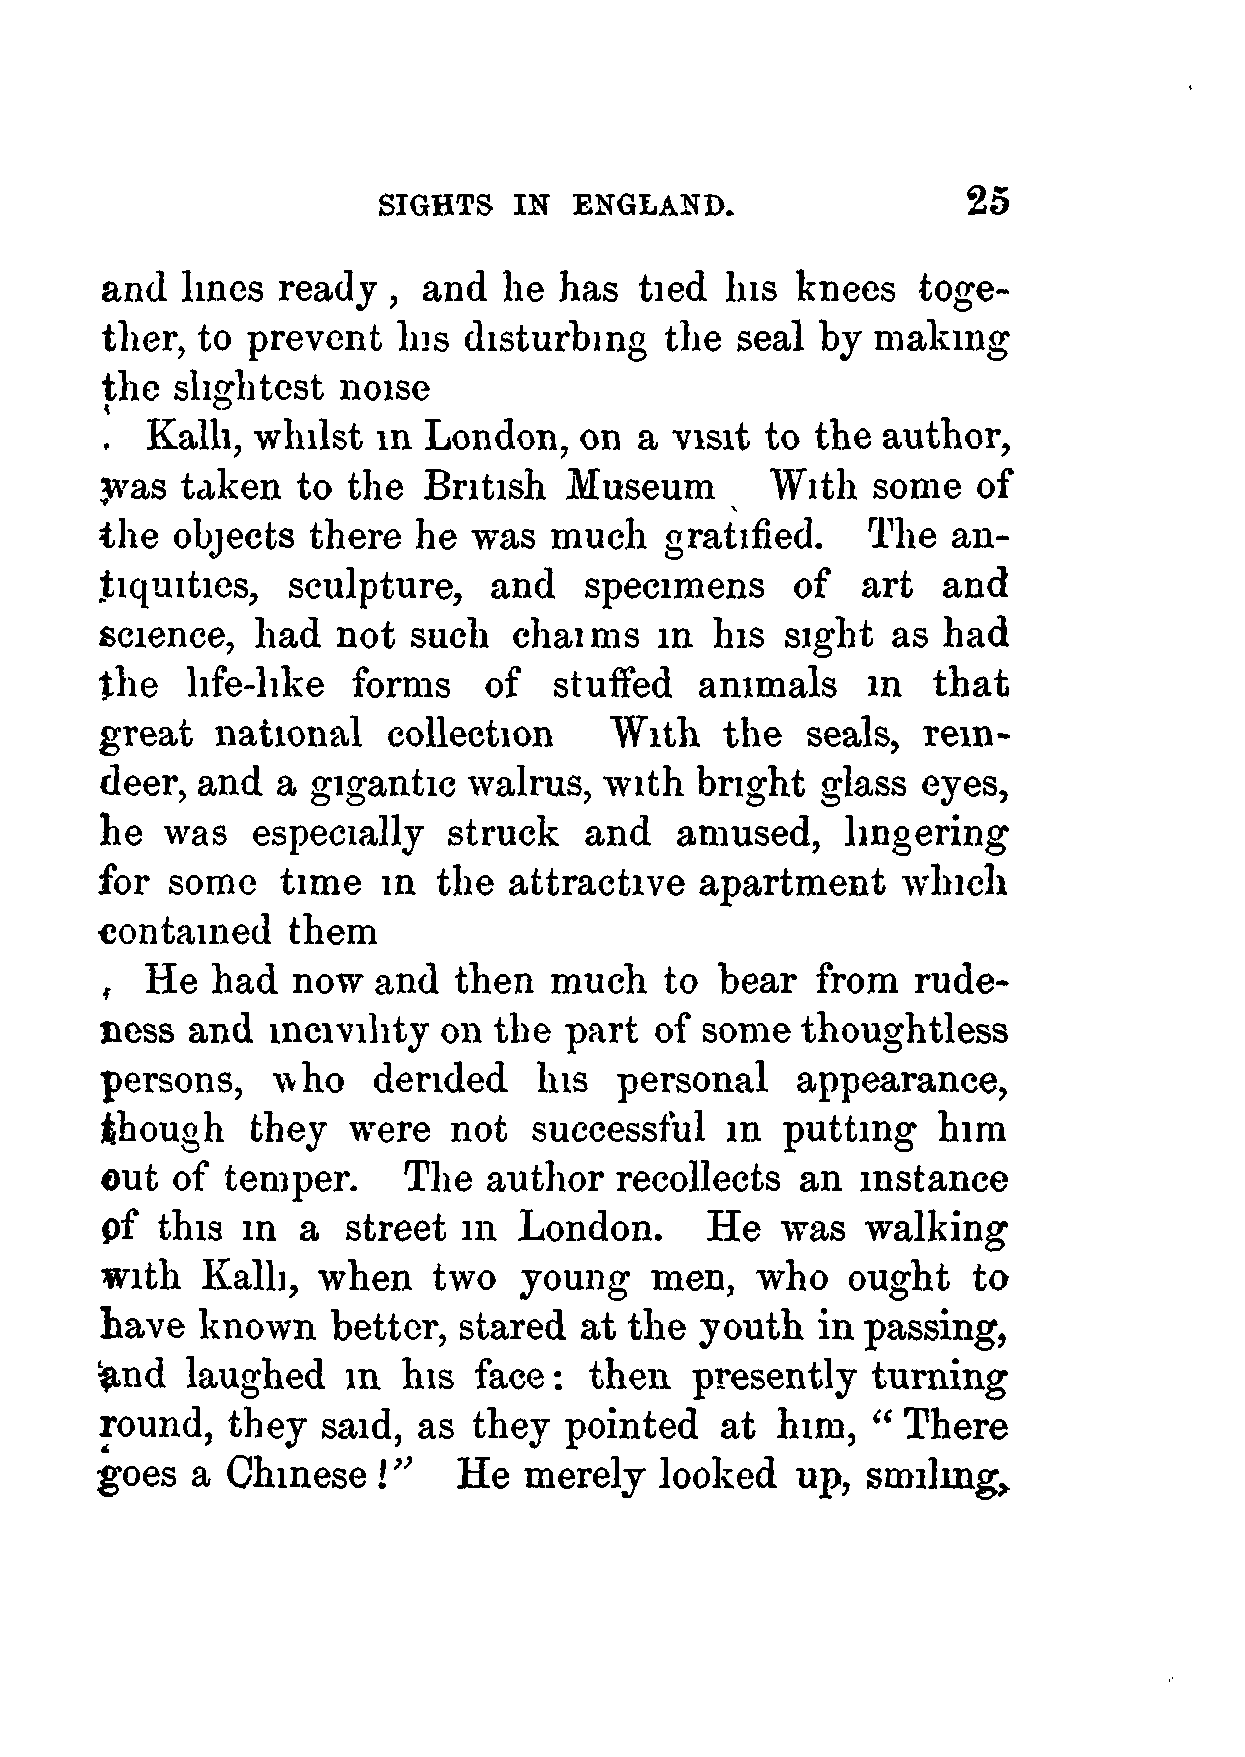 SIGHTS IN ENGLAND. 25
and lines ready, and he has tied his knees toge-
ther, to prevent his disturbing the seal by making
the slightest noise
Kalli, whilst in London, on a visit to the author,
was taken to the British Museum With some of
the objects there he was much gratified. The an-
tiquities, sculpture, and specimens of art and
science, had not such charms in his sight as had
the life-like forms of stuffed animals in that
great national collection With the seals, rein-
deer, and a gigantic walrus, with bright glass eyes,
he was especially struck and amused, lingering
for some time in the attractive apartment which
contained them
He had now and then much to bear from rude-
ness and incivility on the part of some thoughtless
persons, who derided his personal appearance,
though they were not successful in putting him
out of temper. The author recollects an instance
of this in a street in London. He was walking
with Kalli, when two young men, who ought to
have known better, stared at the youth in passing,
and laughed in his face: then presently turning
round, they said, as they pointed at him, "There
goes a Chinese!" He merely looked up, smiling,